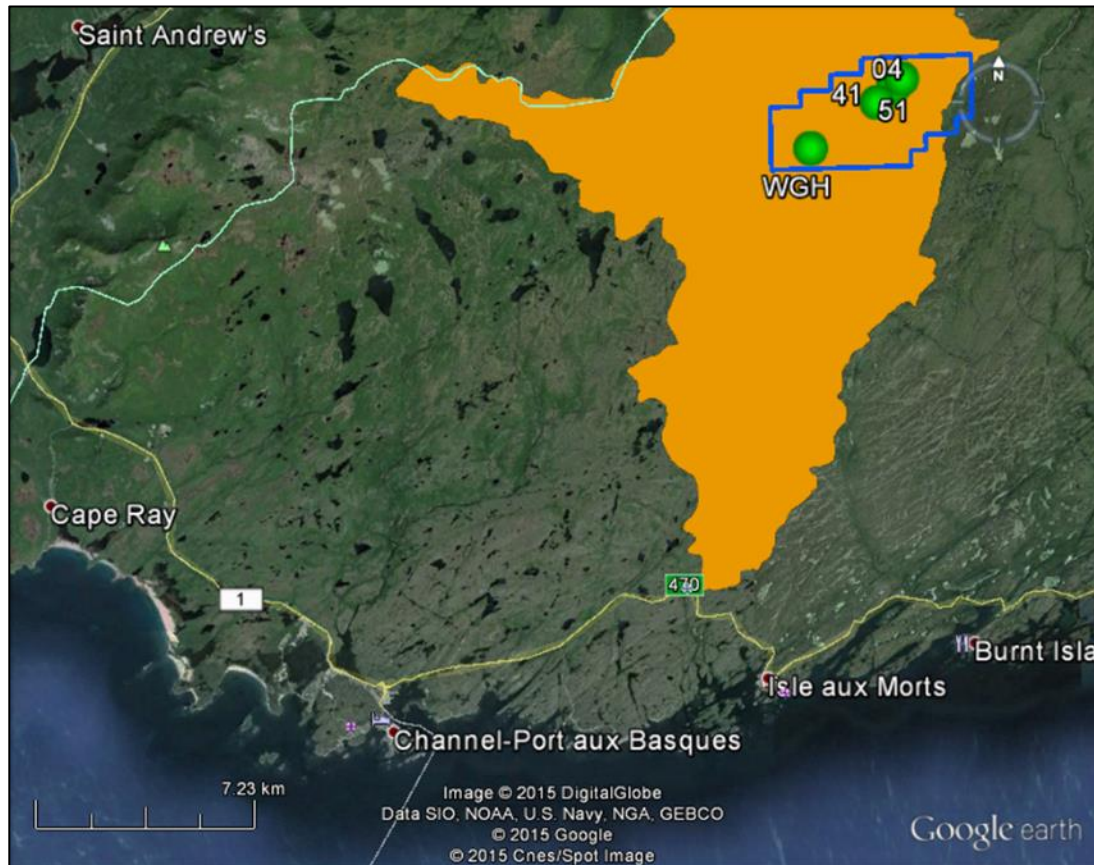 Saint Andrew's
04
41
51
N
WGH
Cape Ray
470
1
Burnt Isla
Isle aux Morts
Channel-Port aux Basques
7.23 km
Image © 2015 DigitalGlobe
Data SIO, NOAA, U.S. Navy, NGA, GEBCO
© 2015 Google
© 2015 Cnes/Spot Image
Google earth